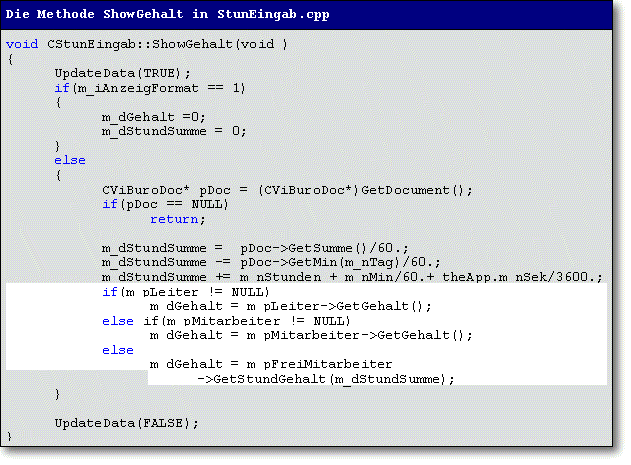 Die Methode ShowGehalt in StunEingab.cpp
void CStunEingab::ShowGehalt(void )
{
UpdateData(TRUE);
if(m_iAnzeigFormat == 1)
{
m_dGehalt =0;
m_dStundSumme = 0;
}
else
{
CViBuroDoc* pDoc = (CViBuroDoc*)GetDocument();
if(pDoc == NULL)
return;
m_dStundSumme =  pDoc->GetSumme()/60.;
m_dStundSumme -= pDoc->GetMin(m_nTag)/60.;
m_dStundSumme += m_nStunden + m_nMin/60.+ theApp.m_nSek/3600.;
if(m_pLeiter != NULL)
m_dGehalt = m_pLeiter->GetGehalt();
else if(m_pMitarbeiter != NULL)
m_dGehalt = m_pMitarbeiter->GetGehalt();
else
m_dGehalt = m_pFreiMitarbeiter
->GetStundGehalt(m_dStundSumme);
}
UpdateData(FALSE);
}